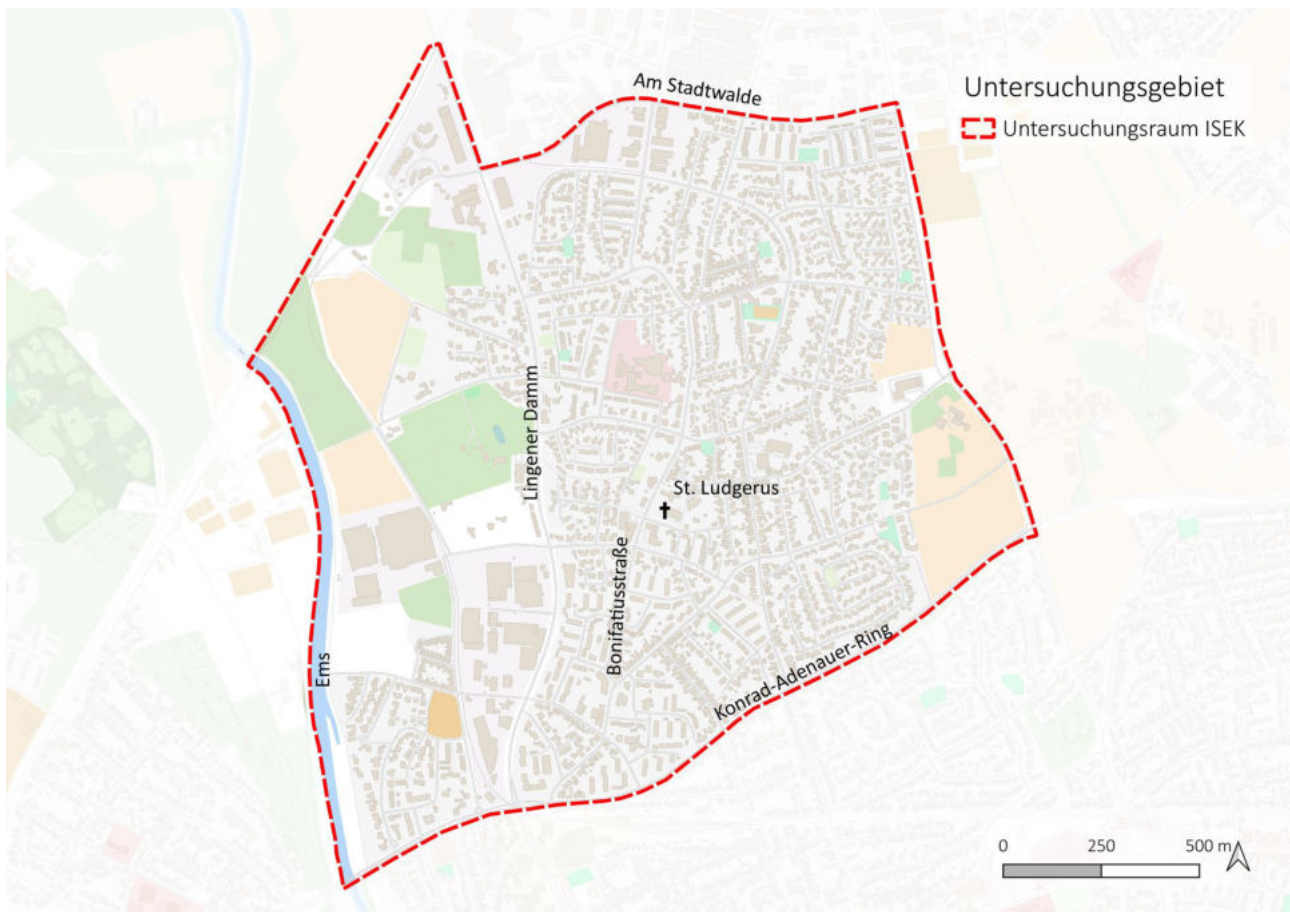 Am Stadtwalde
Untersuchungsgebiet
Untersuchungsraum ISEK
Lingener Damm
St. Ludgerus
Bonifatiusstraße
Ems
Konrad-Adenauer-Ring
0 250 500 m